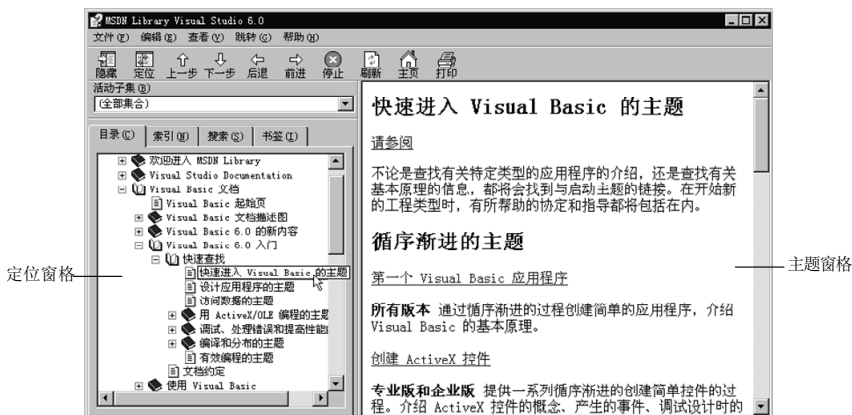 MSDN Library Visual Studio 6.0
文件(F) 编辑(E) 查看(V) 跳转(G) 帮助(H)
隐藏 定位 上一步 下一步 后退 前进 停止 刷新 主页 打印
活动子集(B)
(全部集合)
目录(C) 索引(N) 搜索(S) 书签(I)
欢迎进入 MSDN Library
Visual Studio Documentation
Visual Basic 文档
Visual Basic 起始页
Visual Basic 文档描述图
Visual Basic 6.0 的新内容
Visual Basic 6.0 入门
快速查找
快速进入 Visual Basic 的主题
设计应用程序的主题
访问数据的主题
用 ActiveX/OLE 编程的主题
调试、处理错误和提高性能
编译和分布的主题
有效编程的主题
文档约定
使用 Visual Basic
定位窗格
快速进入 Visual Basic 的主题
请参阅
不论是查找有关特定类型的应用程序的介绍，还是查找有关
基本原理的信息，都将会找到与启动主题的链接。在开始新
的工程类型时，有所帮助的协定和指导都将包括在内。
循序渐进的主题
第一个 Visual Basic 应用程序
所有版本 通过循序渐进的过程创建简单的应用程序，介绍
Visual Basic 的基本原理。
创建 ActiveX 控件
专业版和企业版 提供一系列循序渐进的创建简单控件的过
程。介绍 ActiveX 控件的概念、产生的事件、调试设计时的
主题窗格